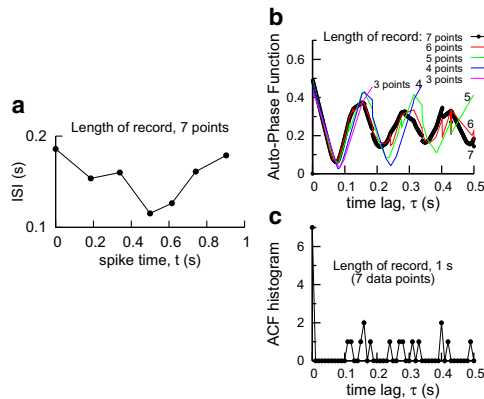 a
Length of record, 7 points
0.2
0.1
ISI (s)
0 0.2 0.4 0.6 0.8 1
spike time, t (s)
b
Length of record: 7 points
6 points
5 points
4 points
3 points
0.6
0.4
0.2
0
Auto-Phase Function
3 points
4
5
6
7
0 0.1 0.2 0.3 0.4 0.5
time lag, τ (s)
c
Length of record, 1 s
(7 data points)
6
4
2
0
ACF histogram
0 0.1 0.2 0.3 0.4 0.5
time lag, τ (s)